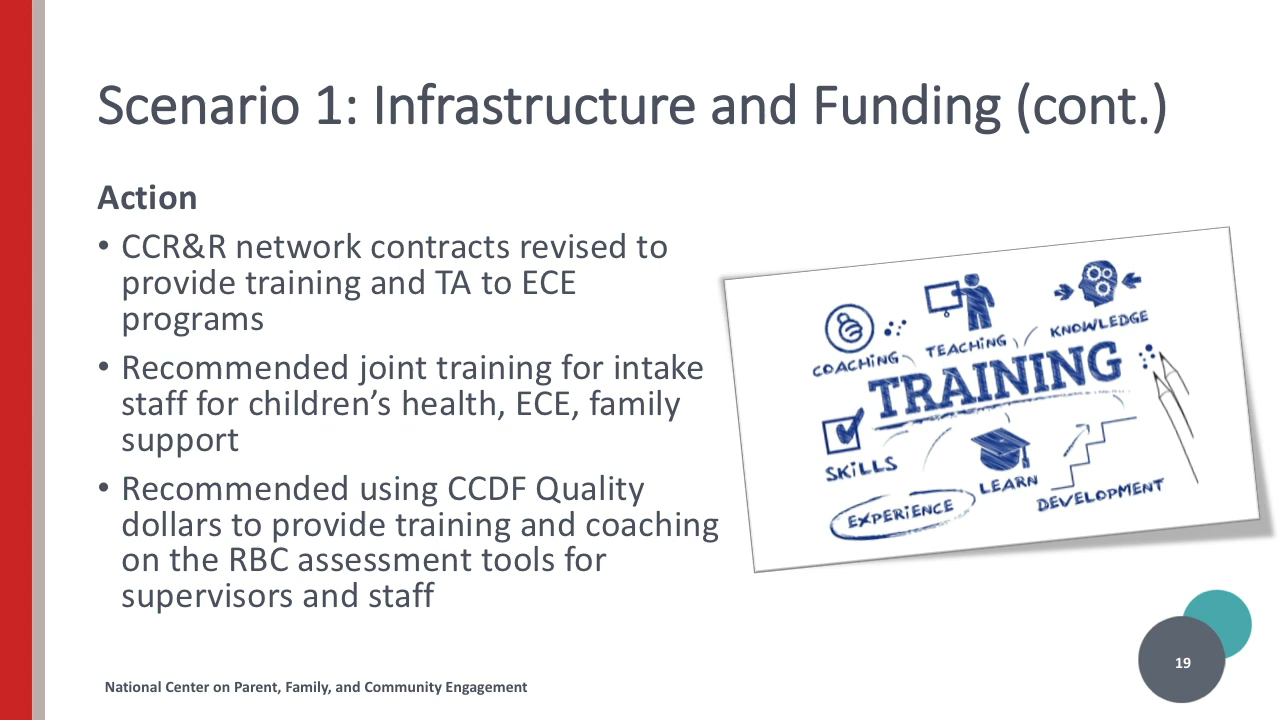 Scenario 1: Infrastructure and Funding (cont.)
Action
• CCR&R network contracts revised to
provide training and TA to ECE
programs
• Recommended joint training for intake
staff for children’s health, ECE, family
support
• Recommended using CCDF Quality
dollars to provide training and coaching
on the RBC assessment tools for
supervisors and staff
COACHING
TEACHING
KNOWLEDGE
TRAINING
SKILLS
LEARN
EXPERIENCE
DEVELOPMENT
National Center on Parent, Family, and Community Engagement
19